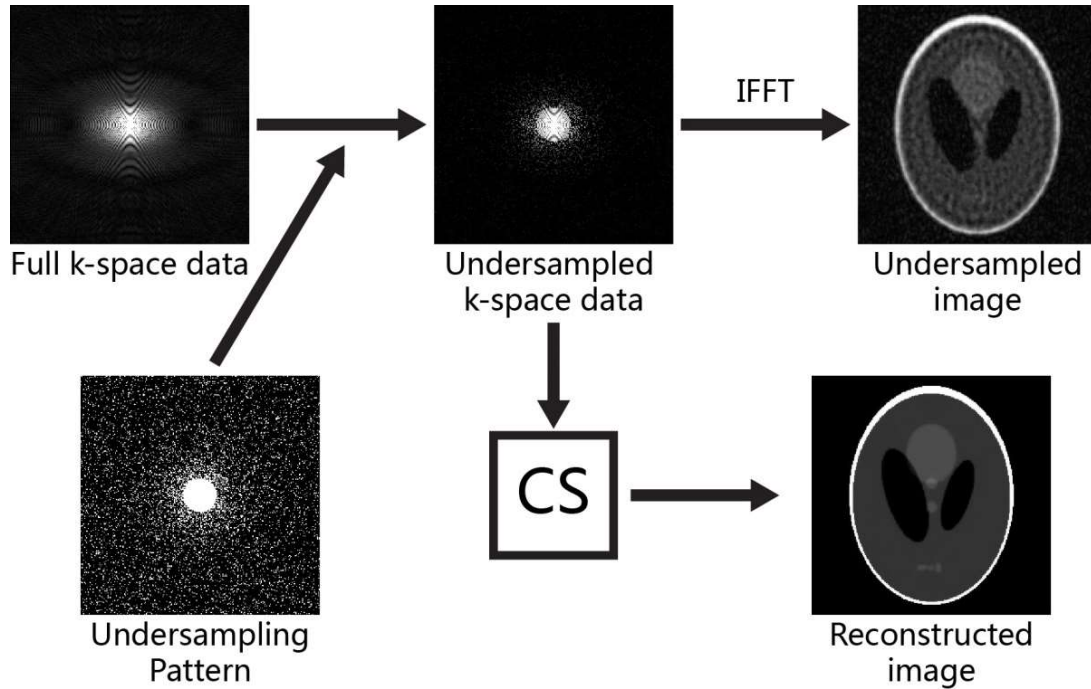 IFFT
Full k-space data
Undersampled
k-space data
Undersampled
image
CS
Undersampling
Pattern
Reconstructed
image